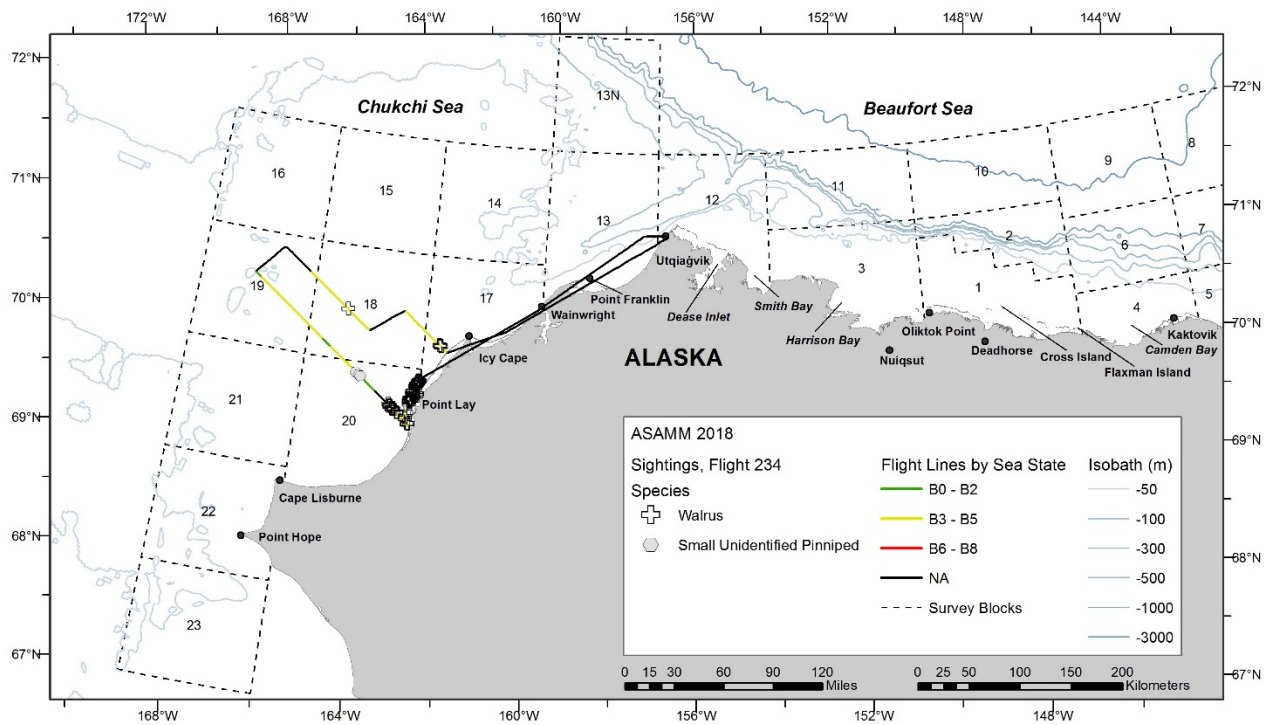 172°W 168°W 164°W 160°W 156°W 152°W 148°W 144°W
72°N
72°N
Chukchi Sea
Beaufort Sea
13N
8
9
10
16
15
71°N
71°N
14
11
12
13
7
2
6
Utqiaġvik
3
19
18
17
1
5
70°N
70°N
4
Point Franklin
Wainwright
Dease Inlet
Smith Bay
Harrison Bay
Oliktok Point
Kaktovik
Icy Cape
Nuiqsut
Deadhorse
Cross Island
Camden Bay
Flaxman Island
ALASKA
21
20
Point Lay
69°N
69°N
Cape Lisburne
22
Point Hope
68°N
68°N
23
67°N
67°N
ASAMM 2018
Sightings, Flight 234
Species
Walrus
Small Unidentified Pinniped
Flight Lines by Sea State
B0 - B2
B3 - B5
B6 - B8
NA
Survey Blocks
Isobath (m)
-50
-100
-300
-500
-1000
-3000
0 15 30 60 90 120
Miles
0 25 50 100 150 200
Kilometers
168°W 164°W 160°W 156°W 152°W 148°W